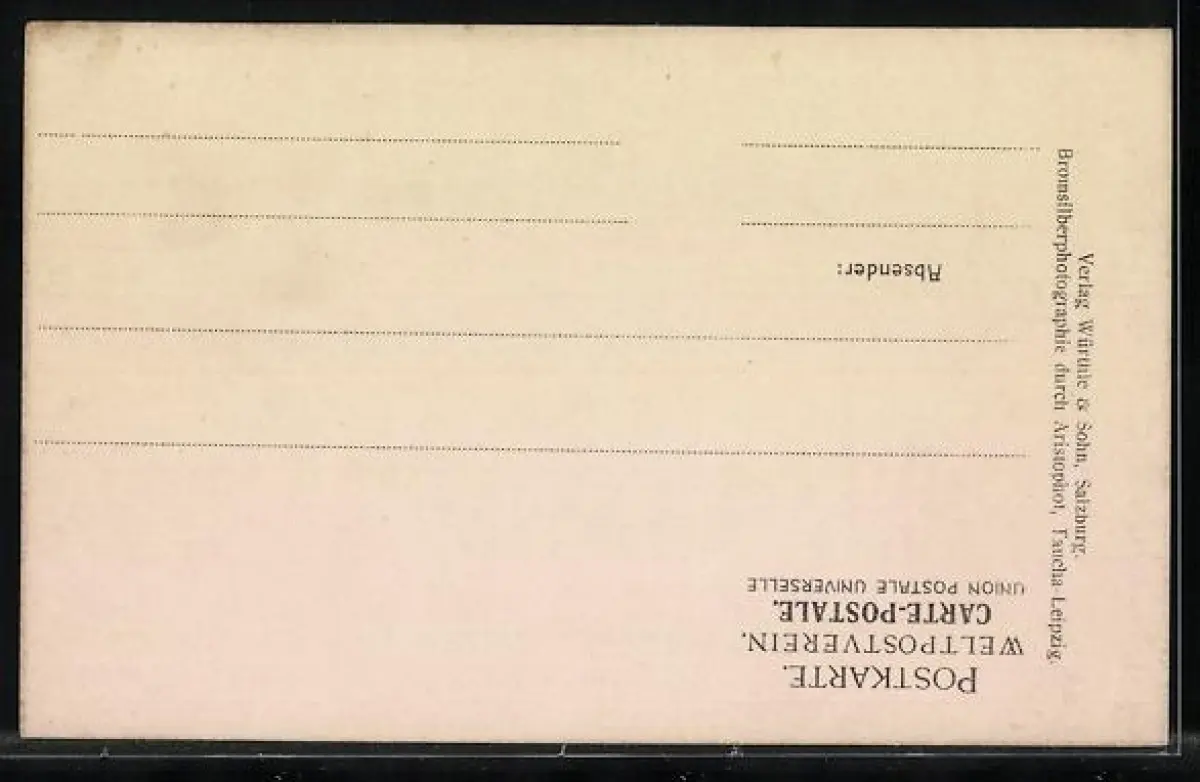 POSTKARTE.
WELTPOSTVEREIN.
CARTE-POSTALE.
UNION POSTALE UNIVERSELLE
Absender:
Verlag Würthle & Sohn, Salzburg.
Bromsilberphotographie durch Aristophot, Taucha-Leipzig.